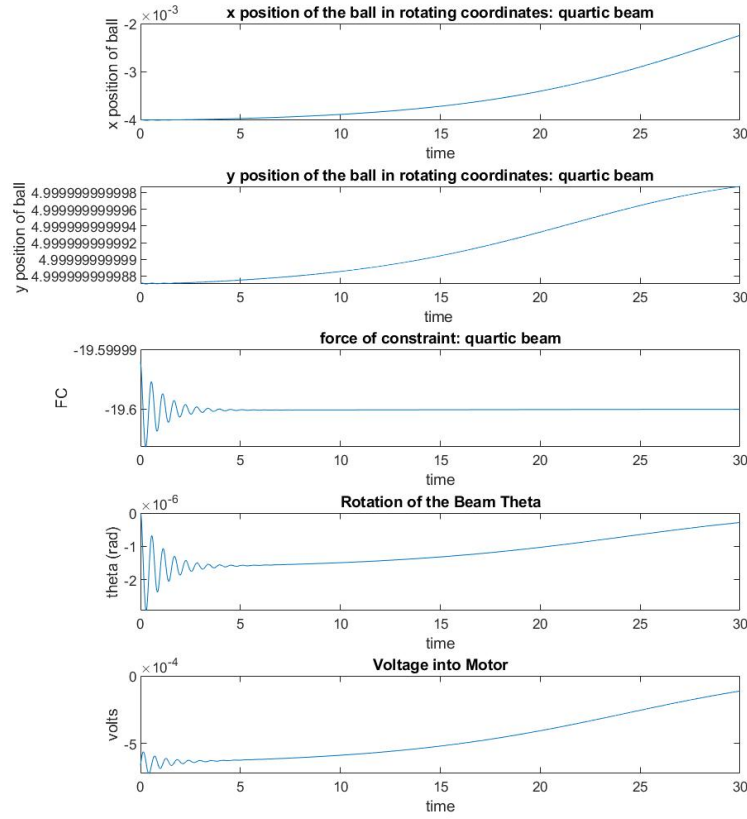 x position of the ball in rotating coordinates: quartic beam
×10⁻³
-2
-3
-4
x position of ball
0 5 10 15 20 25 30
time
y position of the ball in rotating coordinates: quartic beam
4.999999999998
4.999999999996
4.999999999994
4.999999999992
4.99999999999
4.999999999988
y position of ball
0 5 10 15 20 25 30
time
force of constraint: quartic beam
-19.59999
-19.6
FC
0 5 10 15 20 25 30
time
Rotation of the Beam Theta
×10⁻⁶
0
-1
-2
theta (rad)
0 5 10 15 20 25 30
time
Voltage into Motor
×10⁻⁴
0
-5
volts
0 5 10 15 20 25 30
time